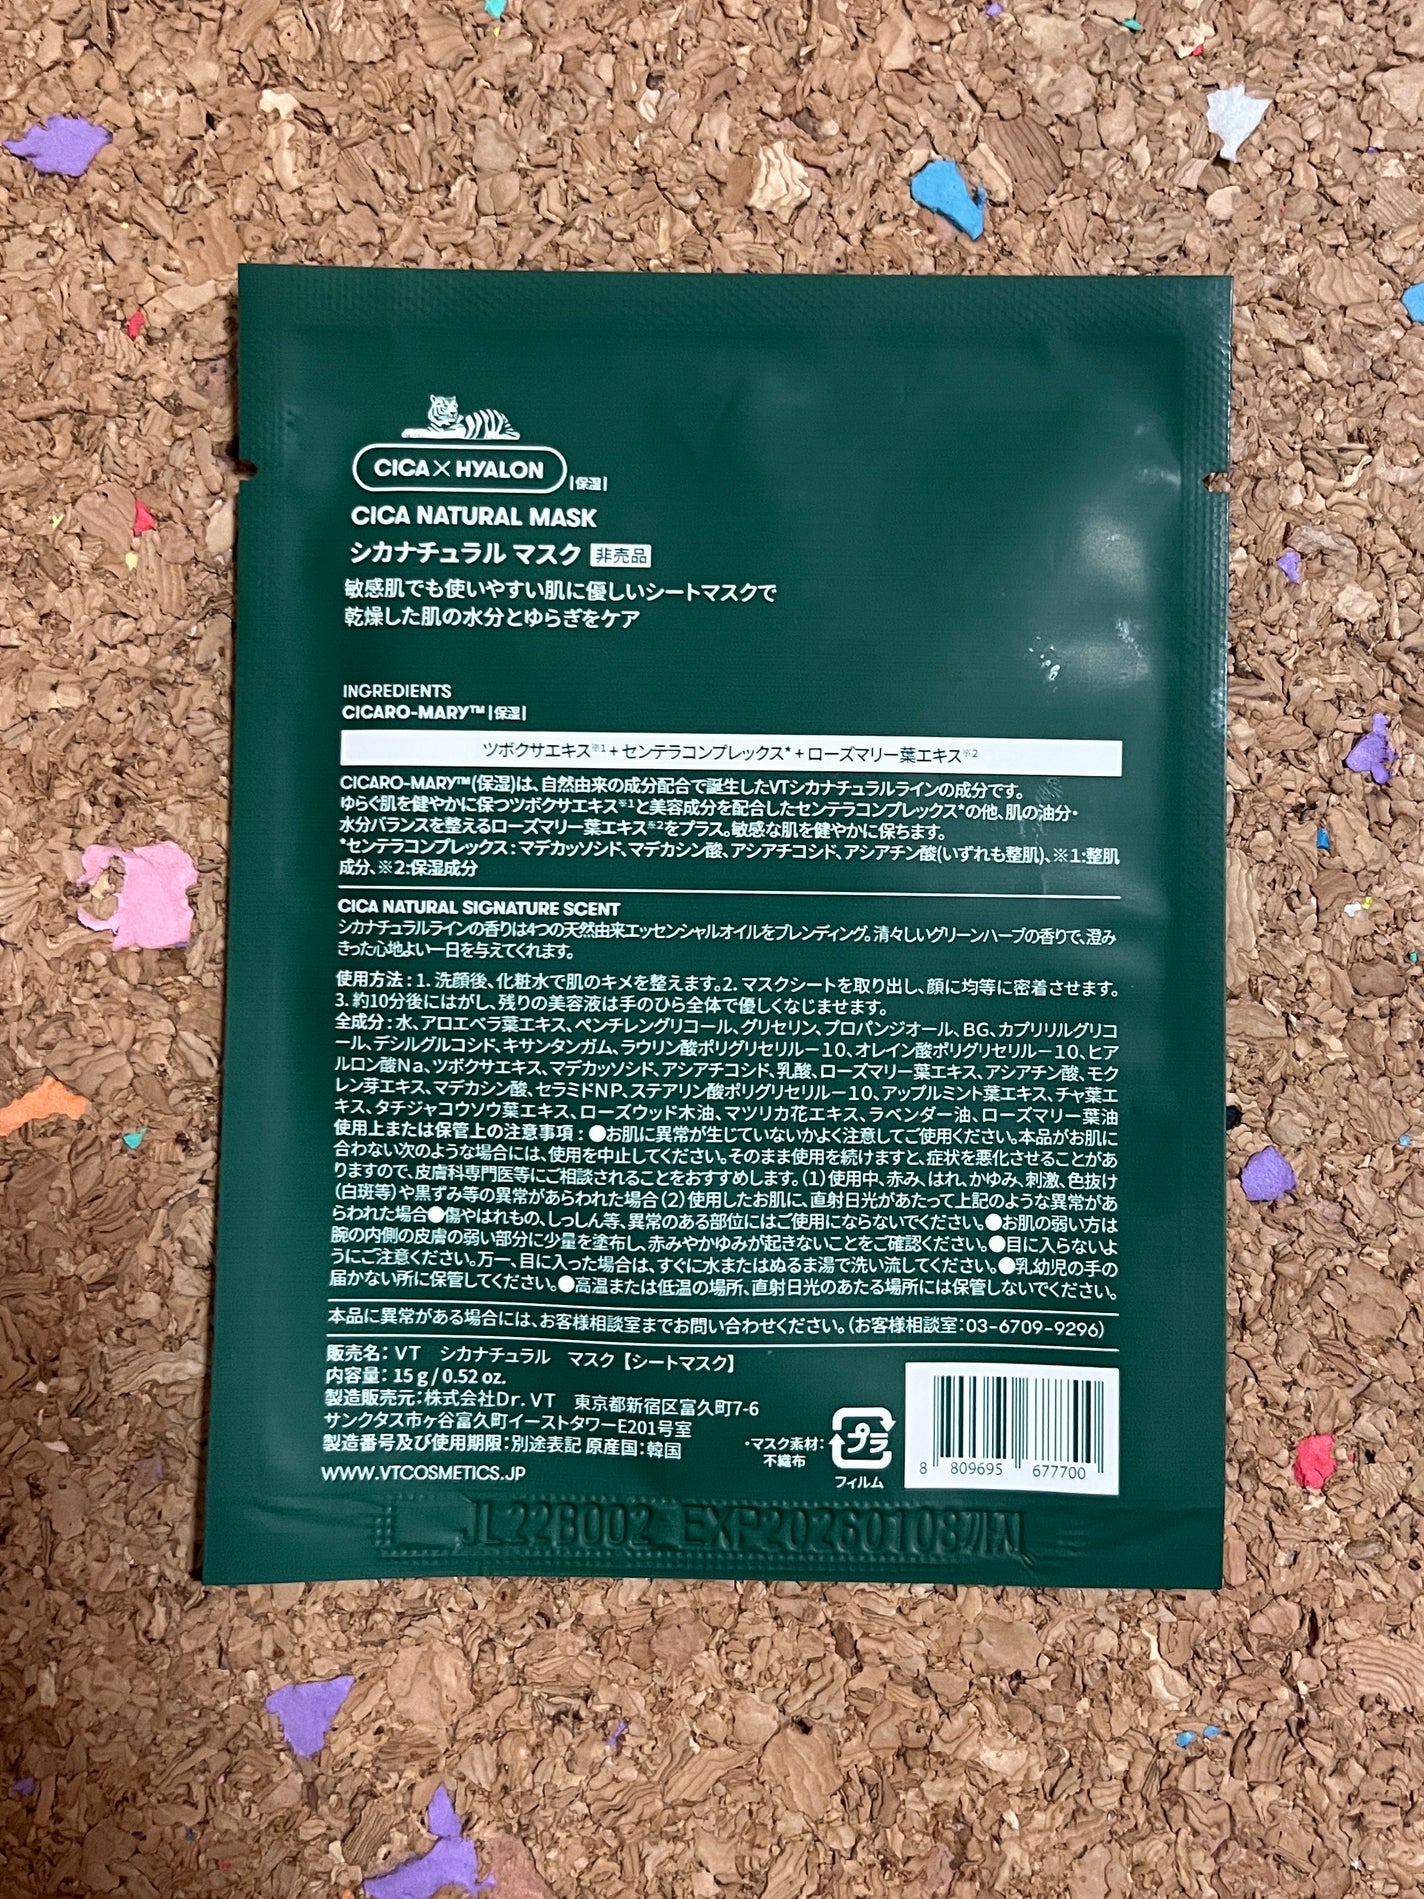 CICA×HYALON |保湿|
CICA NATURAL MASK
シカナチュラル マスク 非売品
敏感肌でも使いやすい肌に優しいシートマスクで
乾燥した肌の水分とゆらぎをケア
INGREDIENTS
CICARO-MARY™ |保湿|
ツボクサエキス※1 + センテラコンプレックス* + ローズマリー葉エキス※2
CICARO-MARY™(保湿)は、自然由来の成分配合で誕生したVTシカナチュラルラインの成分です。
ゆらぐ肌を健やかに保つツボクサエキス※1と美容成分を配合したセンテラコンプレックス*の他、肌の油分・
水分バランスを整えるローズマリー葉エキス※2をプラス。敏感な肌を健やかに保ちます。
*センテラコンプレックス : マデカッソシド、マデカシン酸、アシアチコシド、アシアチン酸(いずれも整肌)、※1:整肌
成分、※2:保湿成分
CICA NATURAL SIGNATURE SCENT
シカナチュラルラインの香りは4つの天然由来エッセンシャルオイルをブレンディング。清々しいグリーンハーブの香りで、澄み
きった心地よい一日を与えてくれます。
使用方法 : 1. 洗顔後、化粧水で肌のキメを整えます。2. マスクシートを取り出し、顔に均等に密着させます。
3. 約10分後にはがし、残りの美容液は手のひら全体で優しくなじませます。
全成分 : 水、アロエベラ葉エキス、ペンチレングリコール、グリセリン、プロパンジオール、BG、カプリリルグリコ
ール、デシルグルコシド、キサンタンガム、ラウリン酸ポリグリセリル－10、オレイン酸ポリグリセリル－10、ヒア
ルロン酸Na、ツボクサエキス、マデカッソシド、アシアチコシド、乳酸、ローズマリー葉エキス、アシアチン酸、モク
レン芽エキス、マデカシン酸、セラミドNP、ステアリン酸ポリグリセリル－10、アップルミント葉エキス、チャ葉エ
キス、タチジャコウソウ葉エキス、ローズウッド木油、マツリカ花エキス、ラベンダー油、ローズマリー葉油
使用上または保管上の注意事項 : ●お肌に異常が生じていないかよく注意してご使用ください。本品がお肌に
合わない次のような場合には、使用を中止してください。そのまま使用を続けますと、症状を悪化させることがあ
りますので、皮膚科専門医等にご相談されることをおすすめします。(1)使用中、赤み、はれ、かゆみ、刺激、色抜け
(白斑等)や黒ずみ等の異常があらわれた場合(2)使用したお肌に、直射日光があたって上記のような異常があ
らわれた場合●傷やはれもの、しっしん等、異常のある部位にはご使用にならないでください。●お肌の弱い方は
腕の内側の皮膚の弱い部分に少量を塗布し、赤みやかゆみが起きないことをご確認ください。●目に入らないよ
うにご注意ください。万一、目に入った場合は、すぐに水またはぬるま湯で洗い流してください。●乳幼児の手の
届かない所に保管してください。●高温または低温の場所、直射日光のあたる場所には保管しないでください。
本品に異常がある場合には、お客様相談室までお問い合わせください。(お客様相談室:03-6709-9296)
販売名: VT シカナチュラル マスク【シートマスク】
内容量: 15 g / 0.52 oz.
製造販売元:株式会社Dr. VT 東京都新宿区富久町7-6
サンクタス市ヶ谷富久町イーストタワーE201号室
製造番号及び使用期限:別途表記 原産国:韓国
WWW.VTCOSMETICS.JP
・マスク素材:
不織布
プラ
フィルム
8 809695 677700
JL22B002 EXP20260108까지